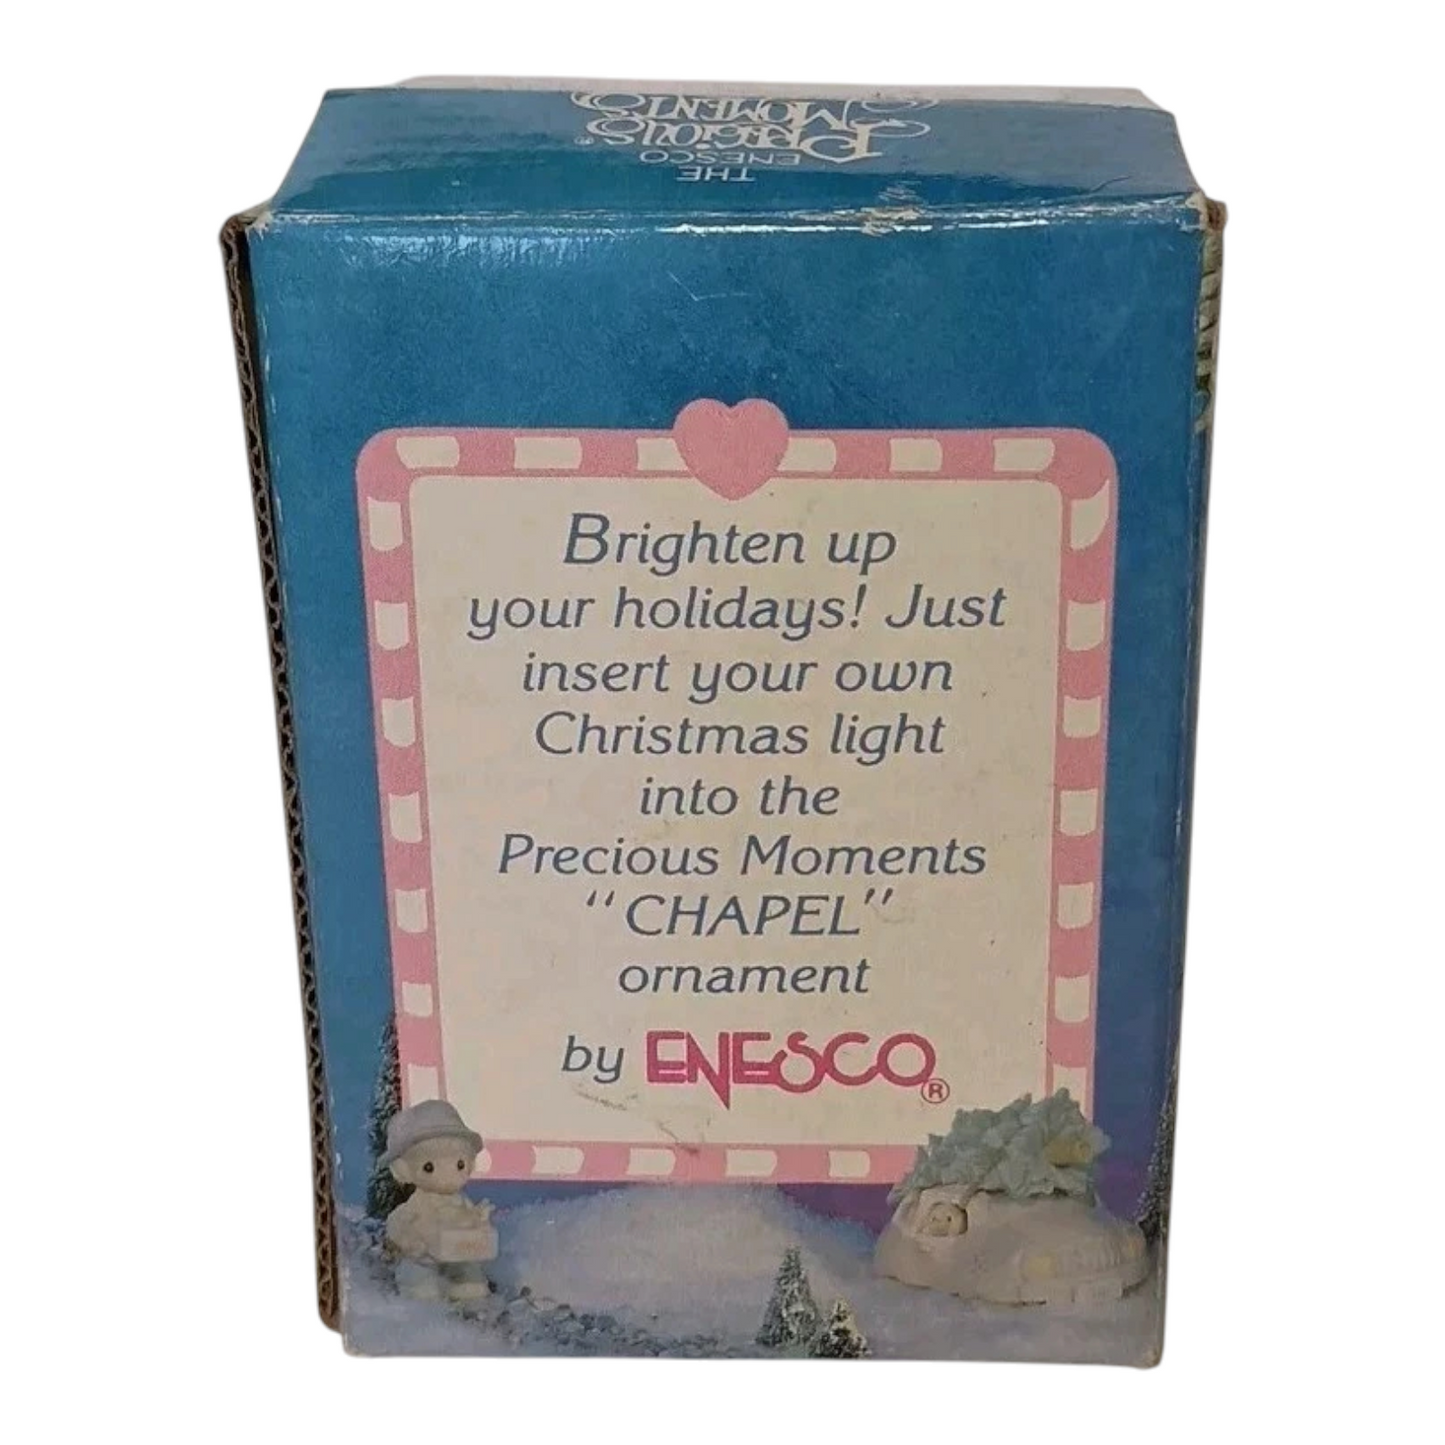 THE
ENESCO
PRECIOUS®
MOMENTS
Brighten up
your holidays! Just
insert your own
Christmas light
into the
Precious Moments
“CHAPEL”
ornament
by ENESCO®